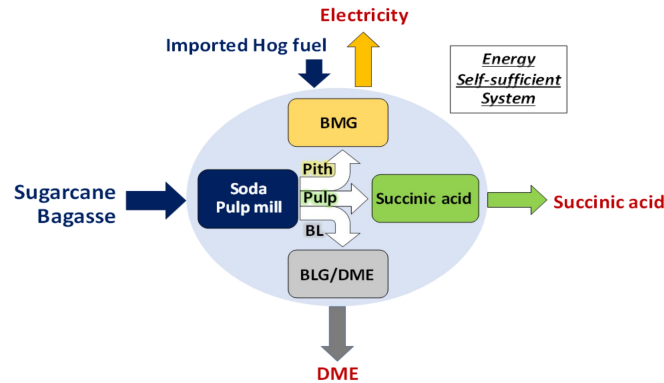 Electricity
Imported Hog fuel
Energy
Self-sufficient
System
BMG
Pith
Sugarcane
Bagasse
Soda
Pulp mill
Pulp
Succinic acid
Succinic acid
BL
BLG/DME
DME